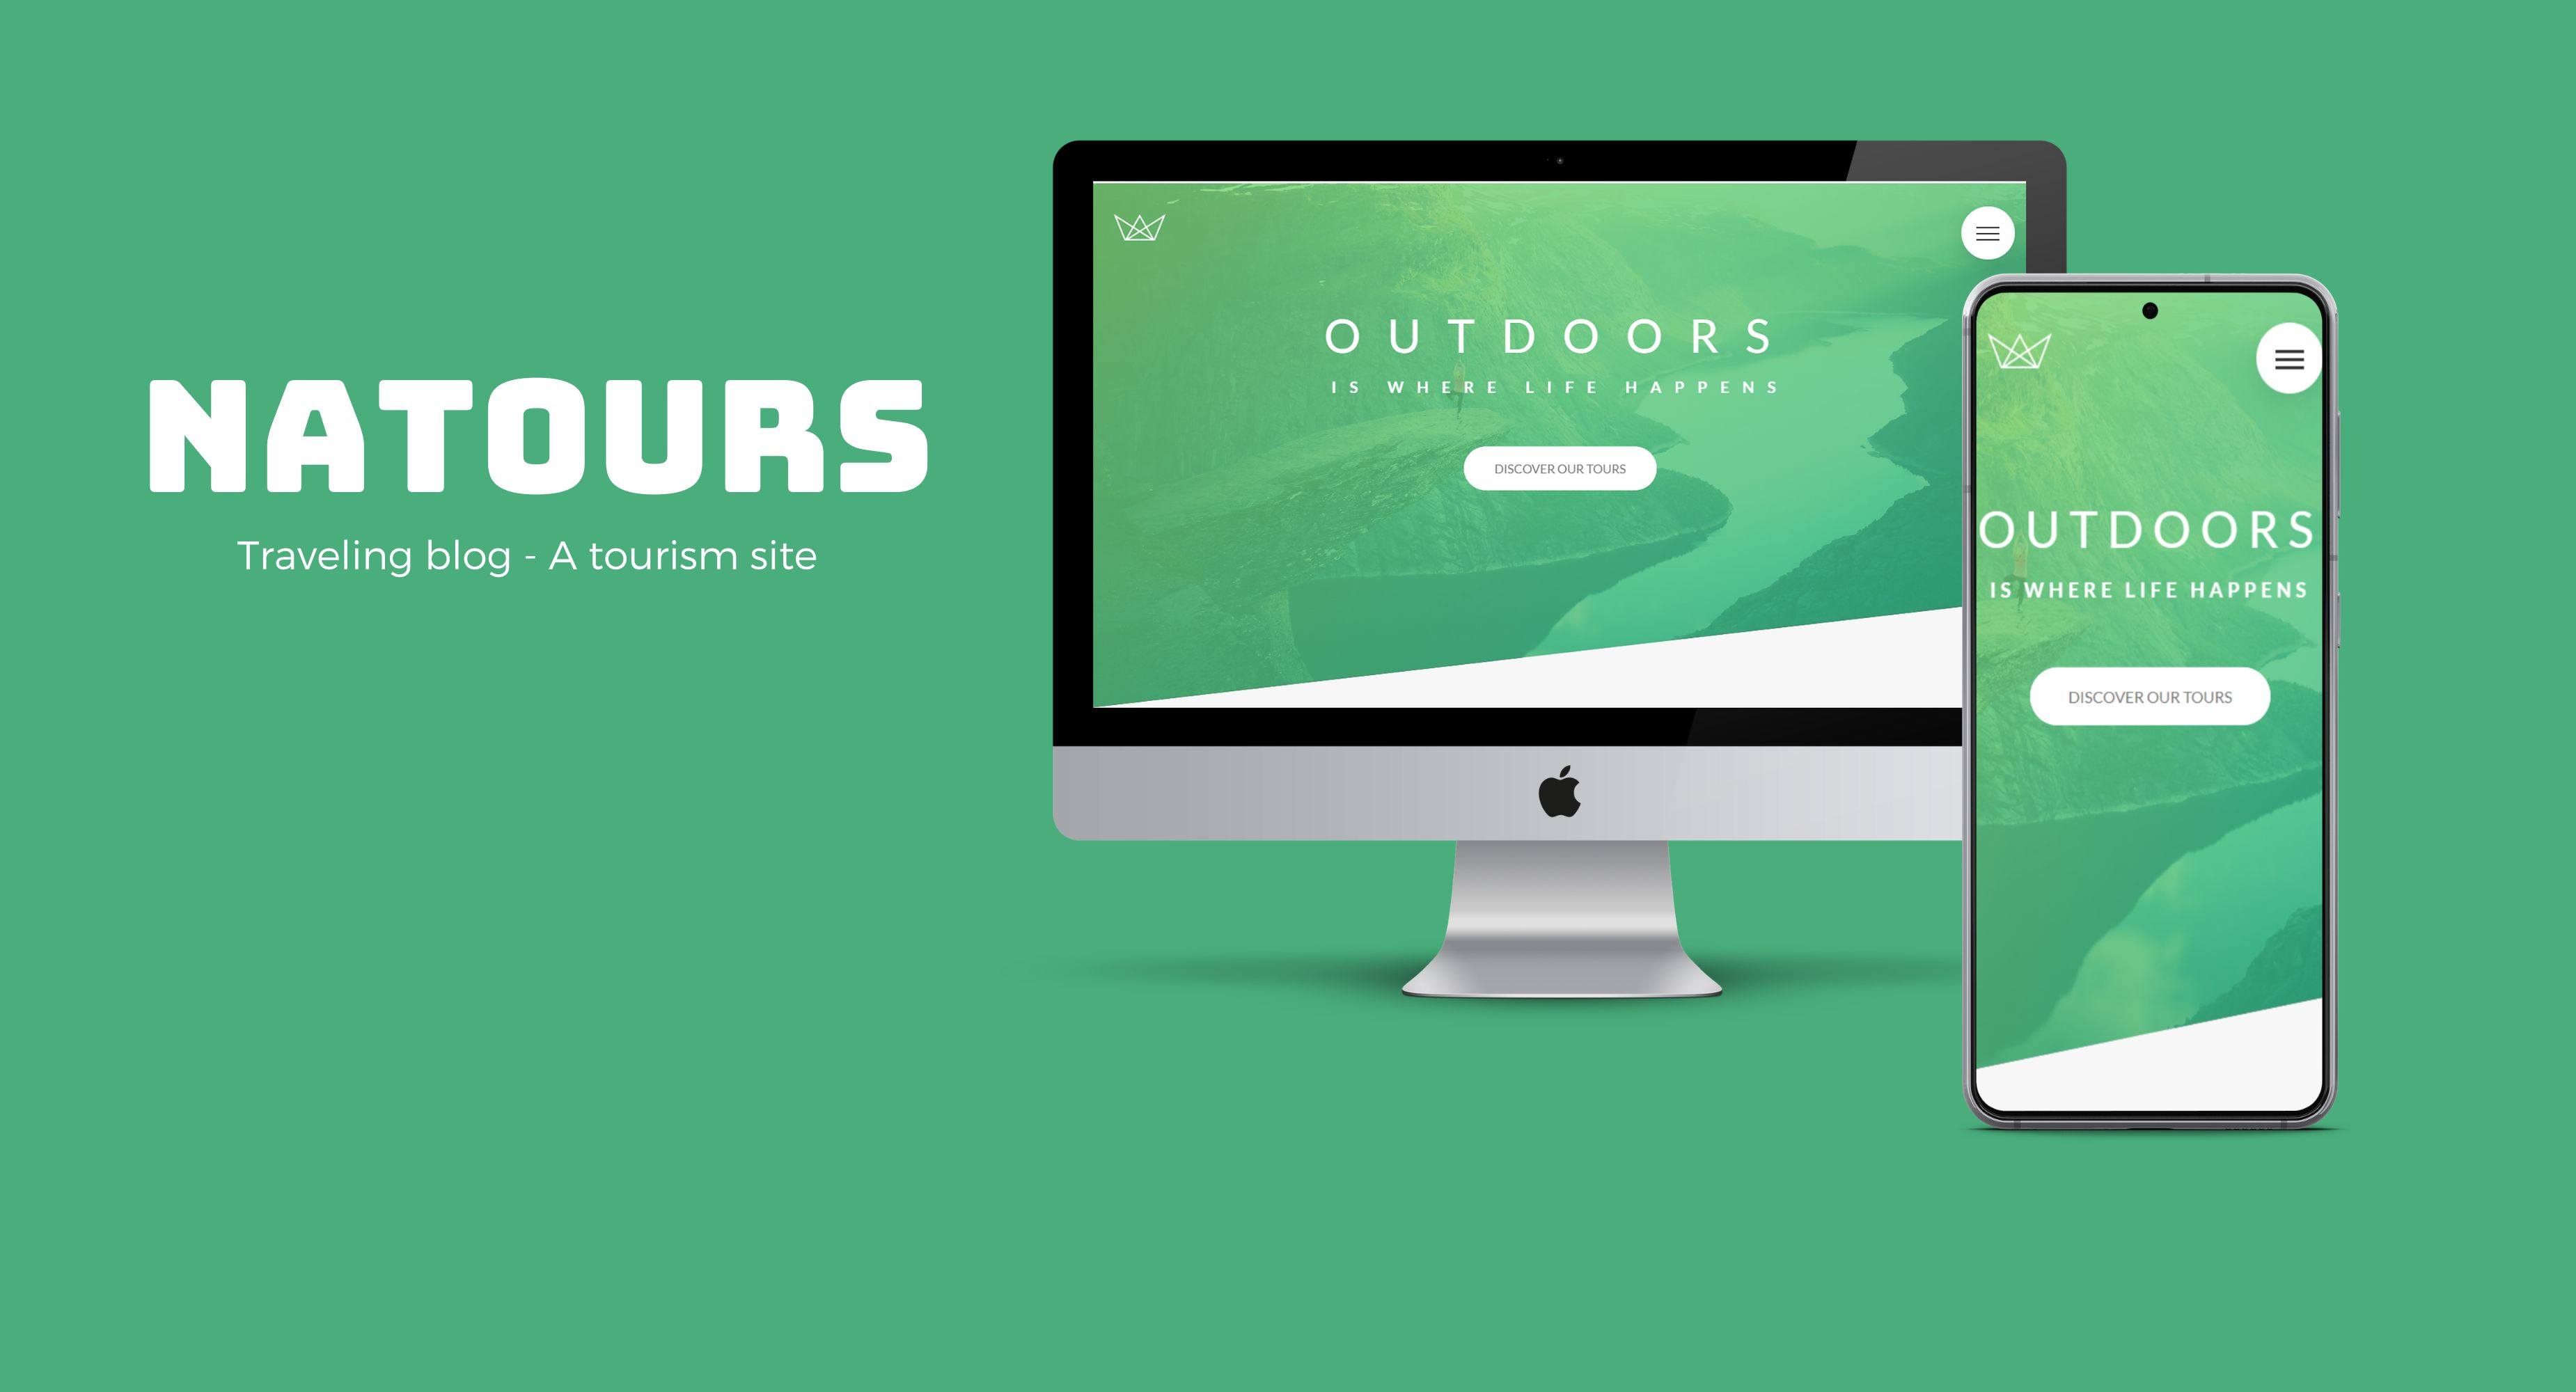 NATOURS
Traveling blog - A tourism site
OUTDOORS
IS WHERE LIFE HAPPENS
DISCOVER OUR TOURS
OUTDOORS
IS WHERE LIFE HAPPENS
DISCOVER OUR TOURS